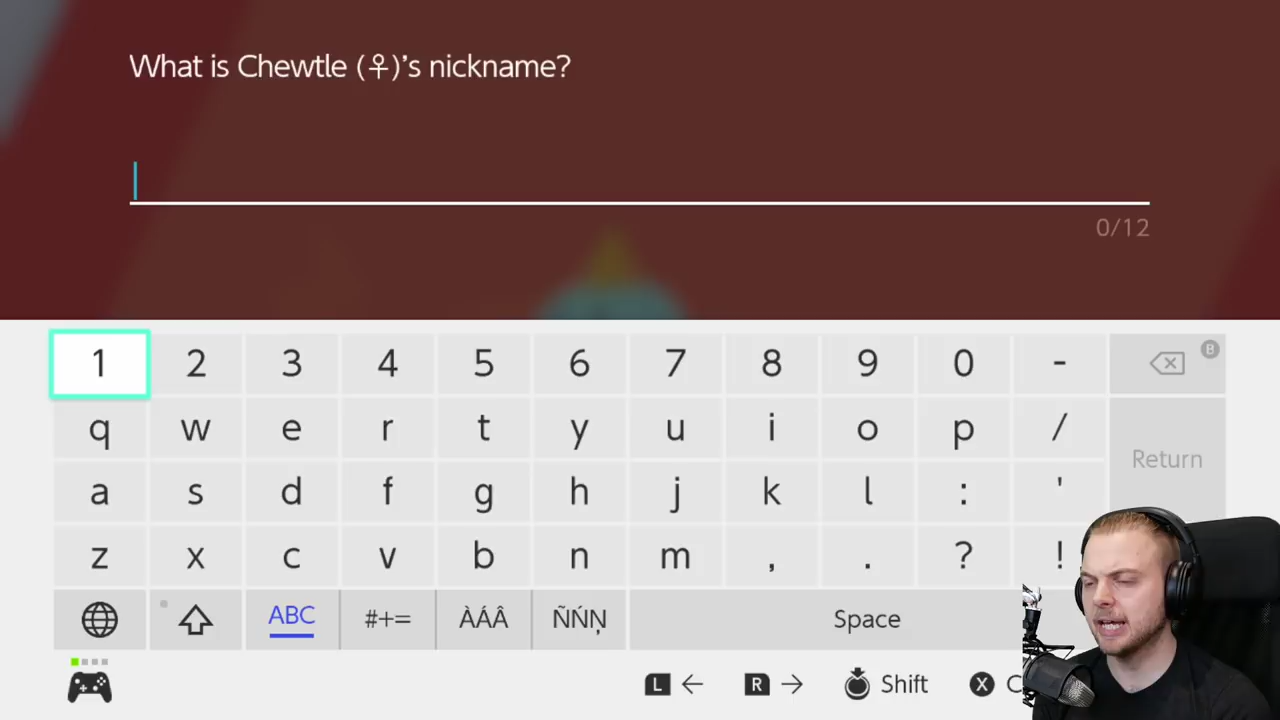 What is Chewtle (♀)'s nickname?
0/12
1 2 3 4 5 6 7 8 9 0 - B
q w e r t y u i o p /
Return
a s d f g h j k l : '
z x c v b n m , . ? !
ABC #+= ÀÁÂ ÑŃŅ Space
L ← R → Shift X C